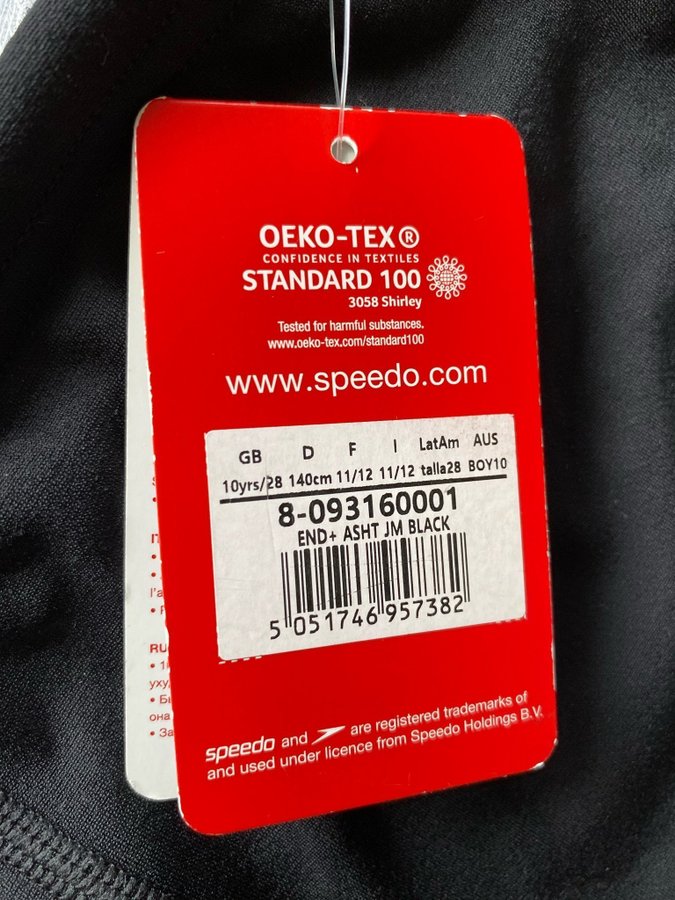 OEKO-TEX®
CONFIDENCE IN TEXTILES
STANDARD 100
3058 Shirley
Tested for harmful substances.
www.oeko-tex.com/standard100
www.speedo.com
GB D F I LatAm AUS
10yrs/28 140cm 11/12 11/12 talla28 BOY10
8-093160001
END+ ASHT JM BLACK
5 051746 957382
speedo and are registered trademarks of
and used under licence from Speedo Holdings B.V.
RU
она